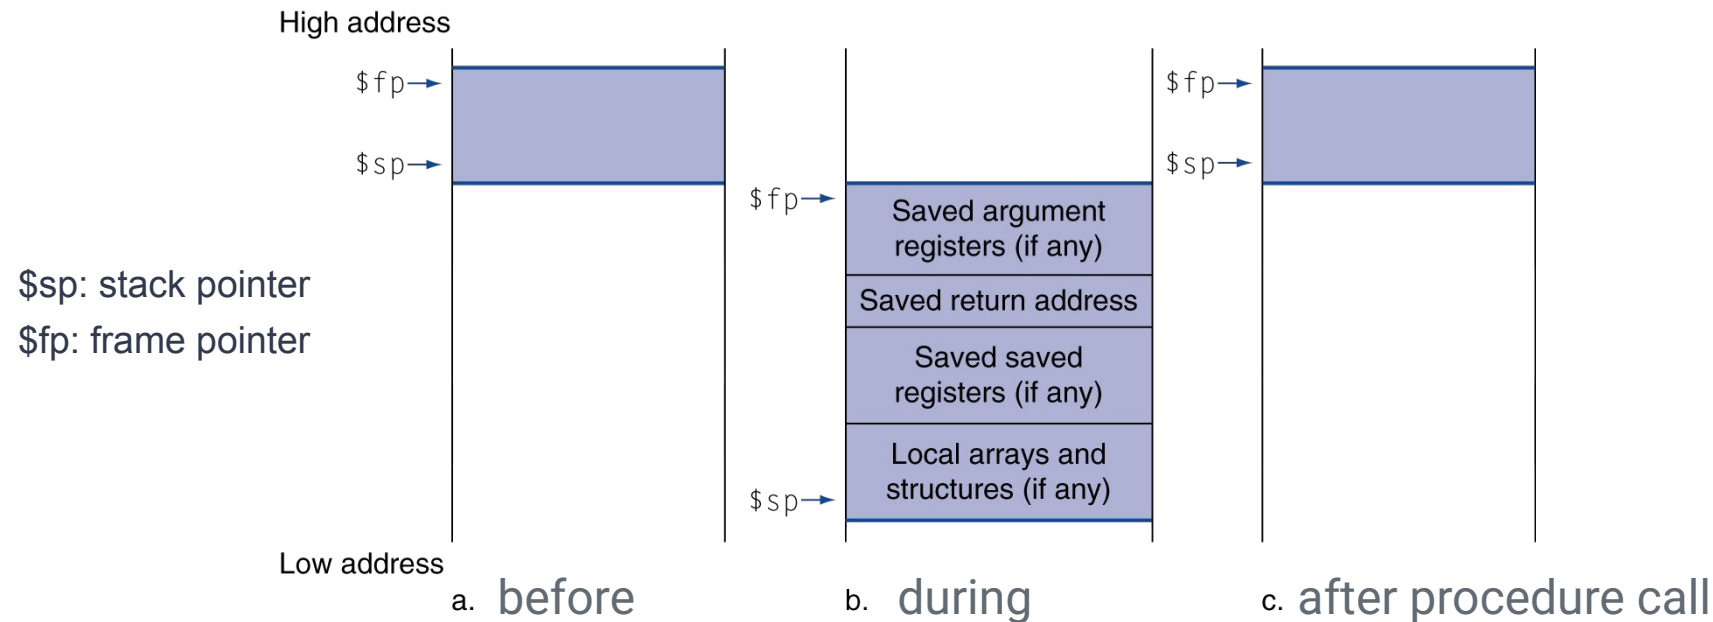 High address
$fp
$sp
$fp
$sp
$fp
Saved argument
registers (if any)
Saved return address
Saved saved
registers (if any)
Local arrays and
structures (if any)
$sp
$sp: stack pointer
$fp: frame pointer
Low address
a. before
b. during
c. after procedure call